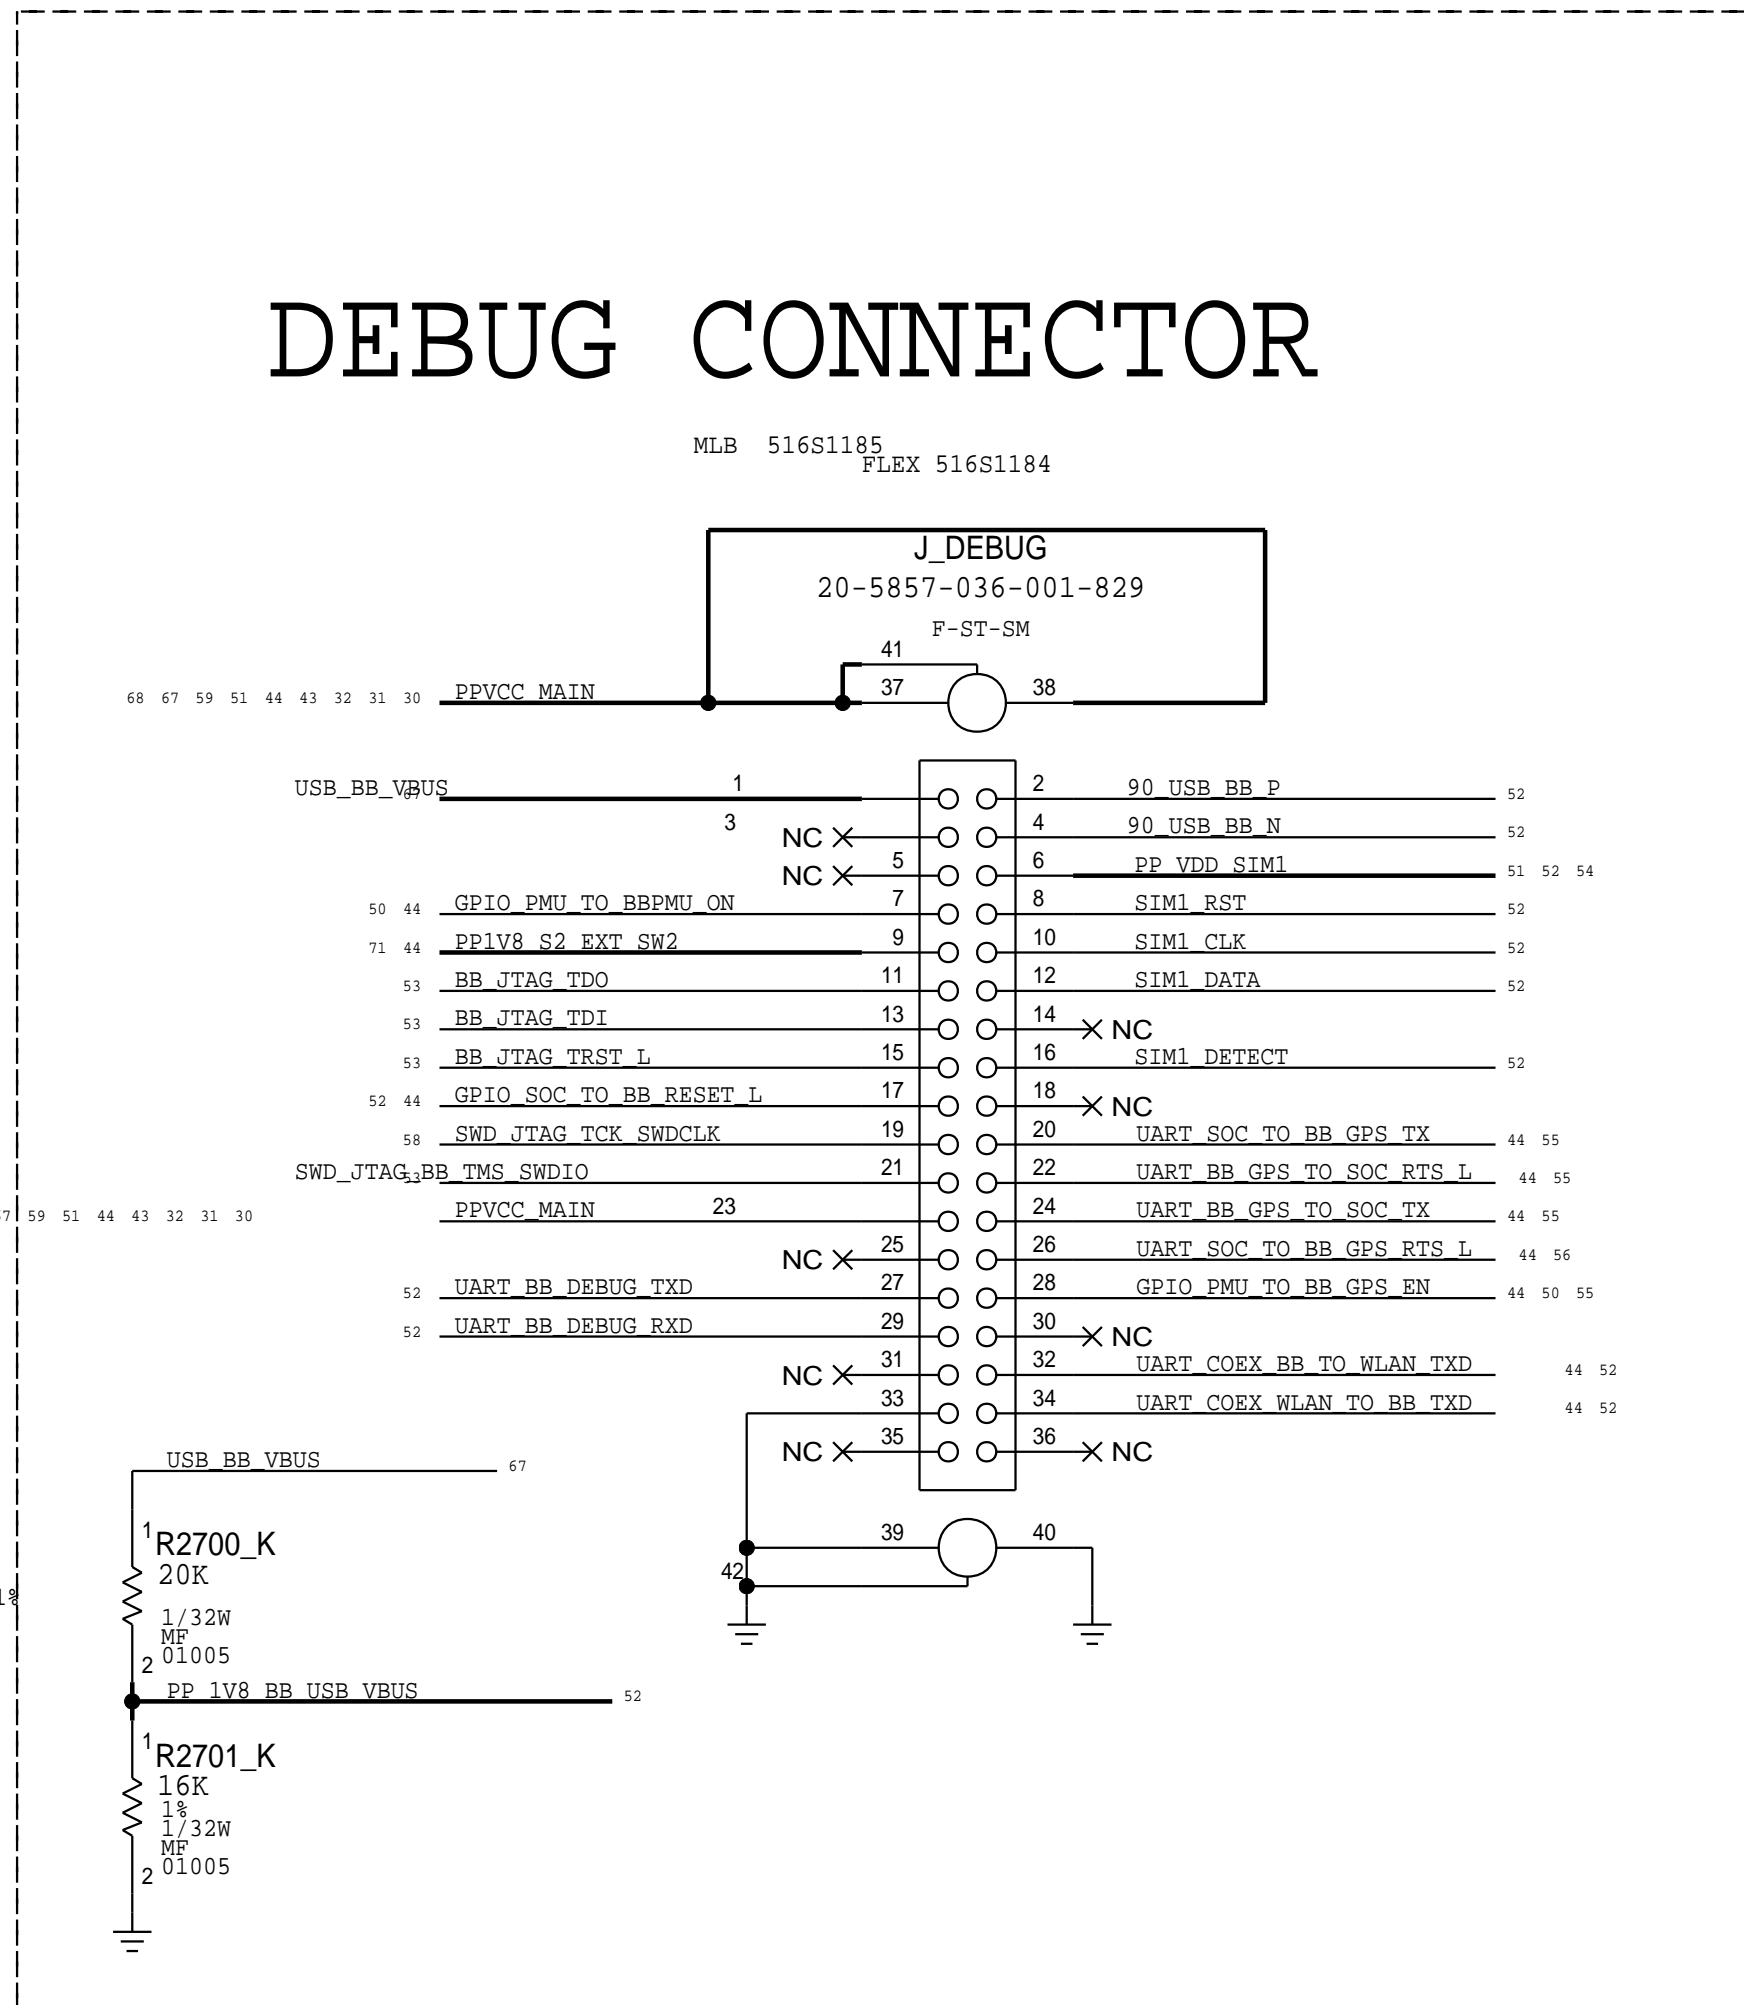 DEBUG CONNECTOR
MLB 516S1185
FLEX 516S1184
J_DEBUG
20-5857-036-001-829
F-ST-SM
41
68 67 59 51 44 43 32 31 30 PPVCC_MAIN 37 38
USB_BB_VBUS 67 1 2 90_USB_BB_P 52
3 NC 4 90_USB_BB_N 52
NC 5 6 PP_VDD_SIM1 51 52 54
50 44 GPIO_PMU_TO_BBPMU_ON 7 8 SIM1_RST 52
71 44 PP1V8_S2_EXT_SW2 9 10 SIM1_CLK 52
53 BB_JTAG_TDO 11 12 SIM1_DATA 52
53 BB_JTAG_TDI 13 14 NC
53 BB_JTAG_TRST_L 15 16 SIM1_DETECT 52
52 44 GPIO_SOC_TO_BB_RESET_L 17 18 NC
58 SWD_JTAG_TCK_SWDCLK 19 20 UART_SOC_TO_BB_GPS_TX 44 55
SWD_JTAG_BB_TMS_SWDIO 53 21 22 UART_BB_GPS_TO_SOC_RTS_L 44 55
59 51 44 43 32 31 30 PPVCC_MAIN 23 24 UART_BB_GPS_TO_SOC_TX 44 55
NC 25 26 UART_SOC_TO_BB_GPS_RTS_L 44 56
52 UART_BB_DEBUG_TXD 27 28 GPIO_PMU_TO_BB_GPS_EN 44 50 55
52 UART_BB_DEBUG_RXD 29 30 NC
NC 31 32 UART_COEX_BB_TO_WLAN_TXD 44 52
33 34 UART_COEX_WLAN_TO_BB_TXD 44 52
NC 35 36 NC
USB_BB_VBUS 67
39 40
42
1 R2700_K
20K
1%
1/32W
MF
01005
2
PP_1V8_BB_USB_VBUS 52
1 R2701_K
16K
1%
1/32W
MF
01005
2